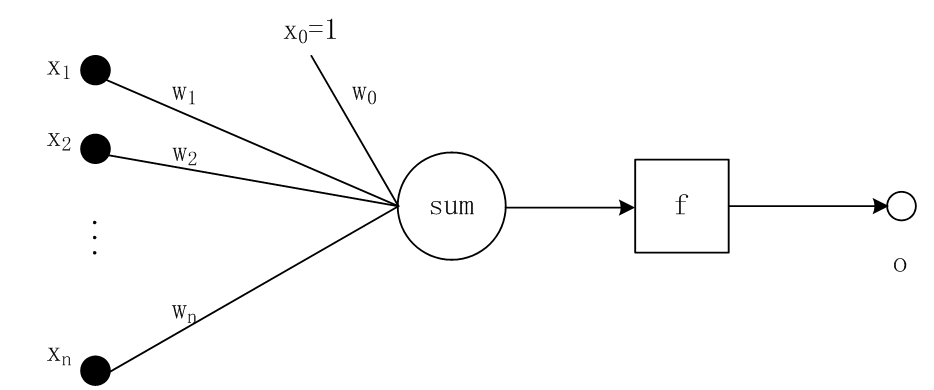 x₀=1
x₁
w₁
w₀
x₂
w₂
sum
f
⋮
o
wₙ
xₙ